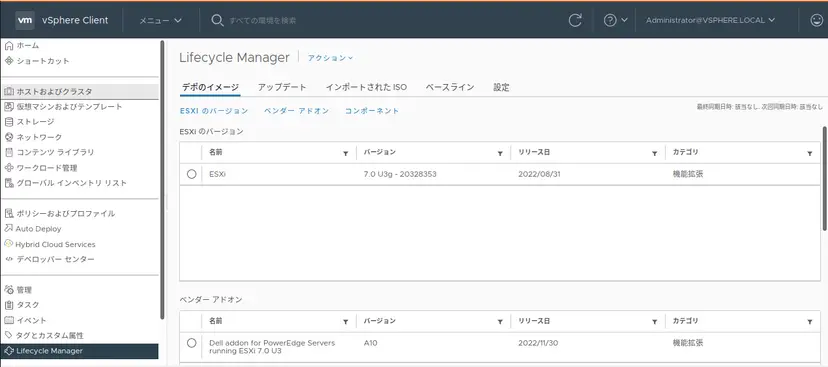 vm vSphere Client メニュー すべての環境を検索 Administrator@VSPHERE.LOCAL
ホーム
ショートカット
ホストおよびクラスタ
仮想マシンおよびテンプレート
ストレージ
ネットワーク
コンテンツ ライブラリ
ワークロード管理
グローバル インベントリ リスト
ポリシーおよびプロファイル
Auto Deploy
Hybrid Cloud Services
デベロッパー センター
管理
タスク
イベント
タグとカスタム属性
Lifecycle Manager
Lifecycle Manager アクション
デポのイメージ アップデート インポートされた ISO ベースライン 設定
ESXI のバージョン ベンダー アドオン コンポーネント
最終同期日時: 該当なし, 次回同期日時: 該当なし
ESXi のバージョン
名前 バージョン リリース日 カテゴリ
ESXi 7.0 U3g - 20328353 2022/08/31 機能拡張
ベンダー アドオン
名前 バージョン リリース日 カテゴリ
Dell addon for PowerEdge Servers A10 2022/11/30 機能拡張
running ESXi 7.0 U3